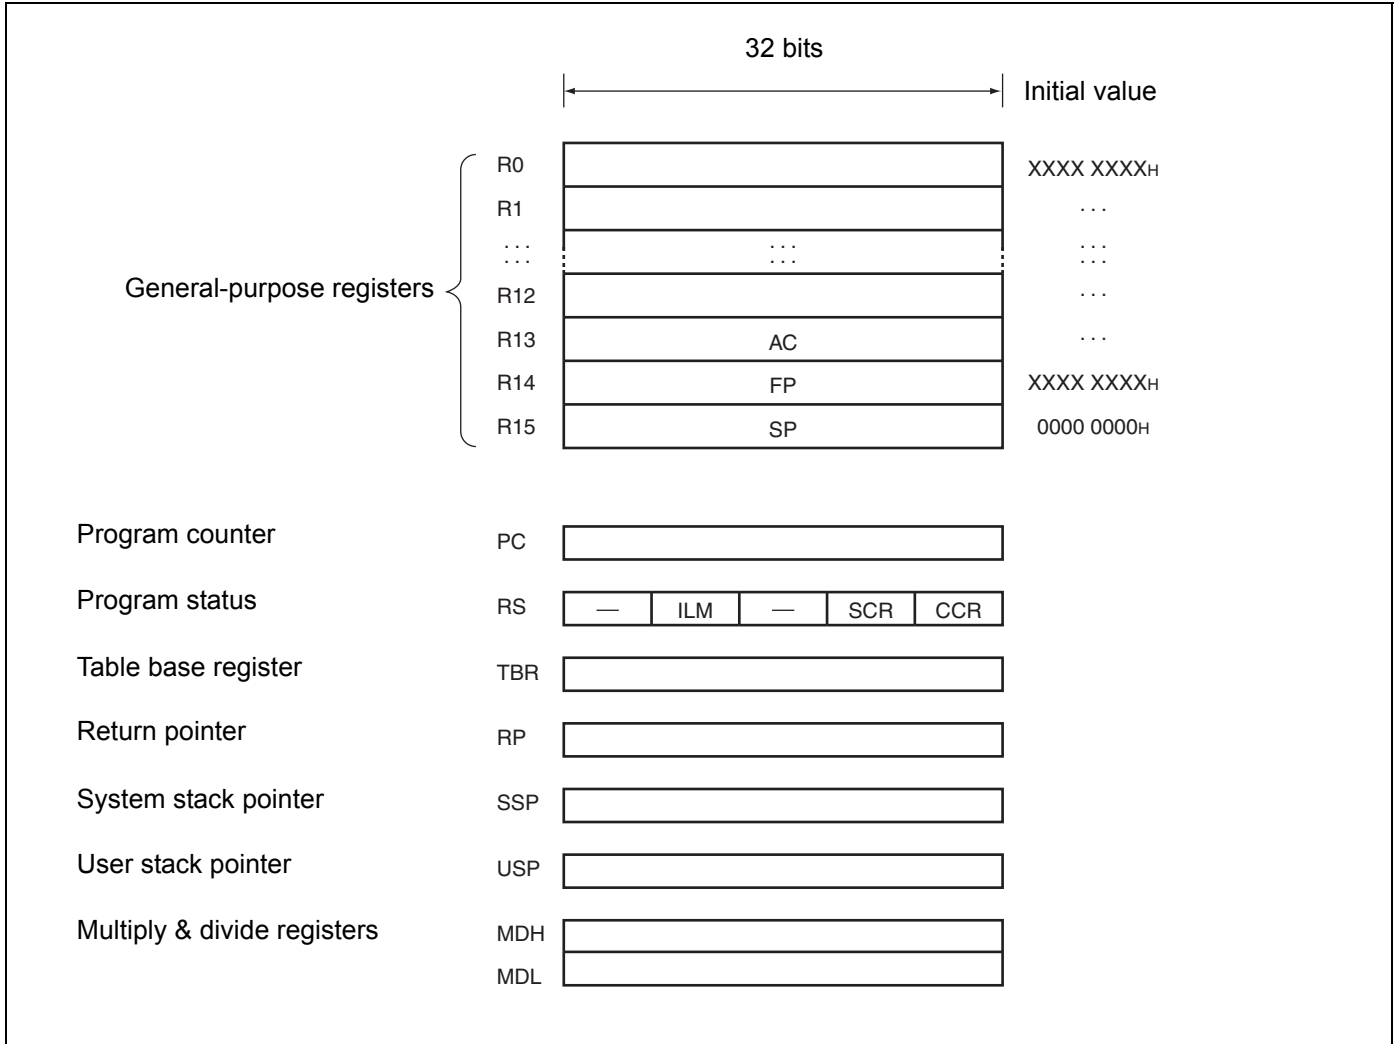 32 bits
Initial value
R0 XXXX XXXXH
R1 . . .
. . . . . . . . .
. . . . . . . . .
General-purpose registers
R12 . . .
R13 AC . . .
R14 FP XXXX XXXXH
R15 SP 0000 0000H
Program counter PC
Program status RS — ILM — SCR CCR
Table base register TBR
Return pointer RP
System stack pointer SSP
User stack pointer USP
Multiply & divide registers MDH
MDL